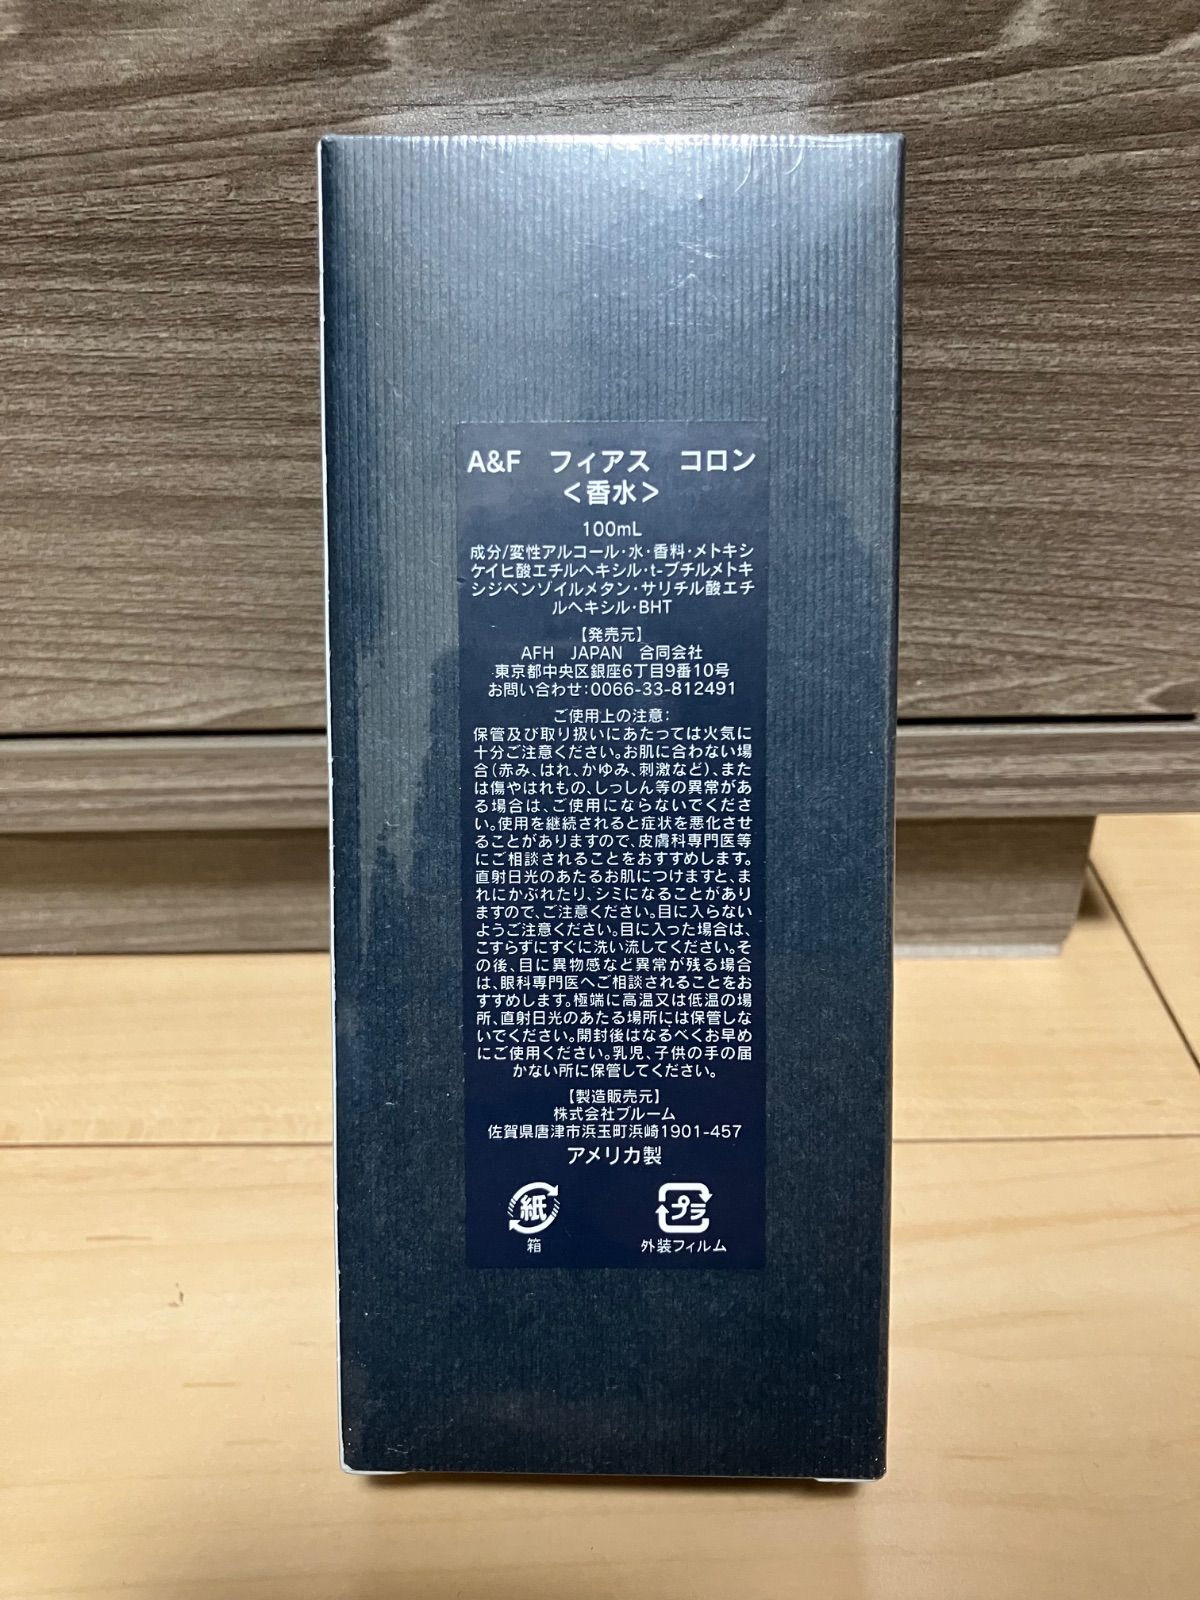 A&F フィアス コロン
<香水>
100mL
成分/変性アルコール・水・香料・メトキシ
ケイヒ酸エチルヘキシル・t-ブチルメトキ
シジベンゾイルメタン・サリチル酸エチ
ルヘキシル・BHT
【発売元】
AFH JAPAN 合同会社
東京都中央区銀座6丁目9番10号
お問い合わせ:0066-33-812491
ご使用上の注意:
保管及び取り扱いにあたっては火気に
十分ご注意ください。お肌に合わない場
合(赤み、はれ、かゆみ、刺激など)、また
は傷やはれもの、しっしん等の異常があ
る場合は、ご使用にならないでくださ
い。使用を継続されると症状を悪化させ
ることがありますので、皮膚科専門医等
にご相談されることをおすすめします。
直射日光のあたるお肌につけますと、ま
れにかぶれたり、シミになることがあり
ますので、ご注意ください。目に入らない
ようご注意ください。目に入った場合は、
こすらずにすぐに洗い流してください。そ
の後、目に異物感など異常が残る場合
は、眼科専門医へご相談されることをお
すすめします。極端に高温又は低温の場
所、直射日光のあたる場所には保管しな
いでください。開封後はなるべくお早め
にご使用ください。乳児、子供の手の届
かない所に保管してください。
【製造販売元】
株式会社ブルーム
佐賀県唐津市浜玉町浜崎1901-457
アメリカ製
紙 プラ
箱 外装フィルム